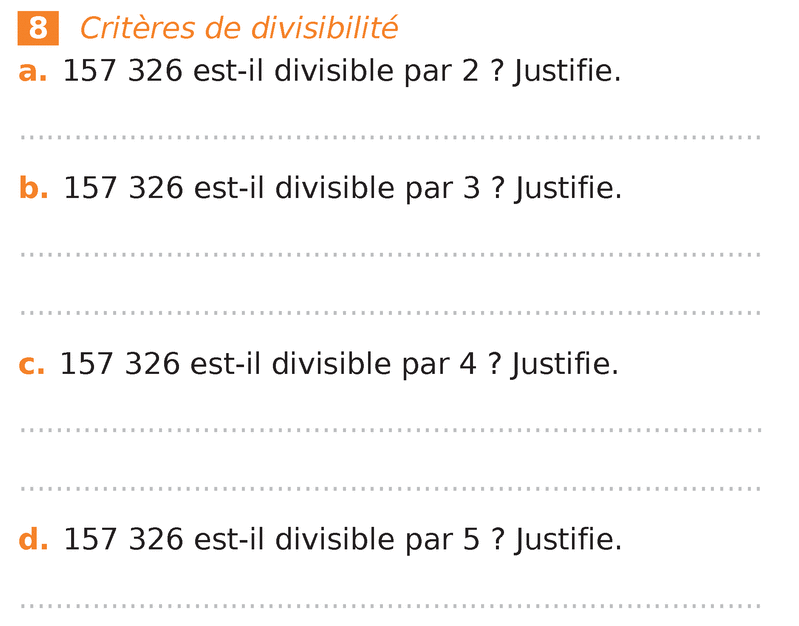 8 Critères de divisibilité
a. 157 326 est-il divisible par 2 ? Justifie.
b. 157 326 est-il divisible par 3 ? Justifie.
c. 157 326 est-il divisible par 4 ? Justifie.
d. 157 326 est-il divisible par 5 ? Justifie.